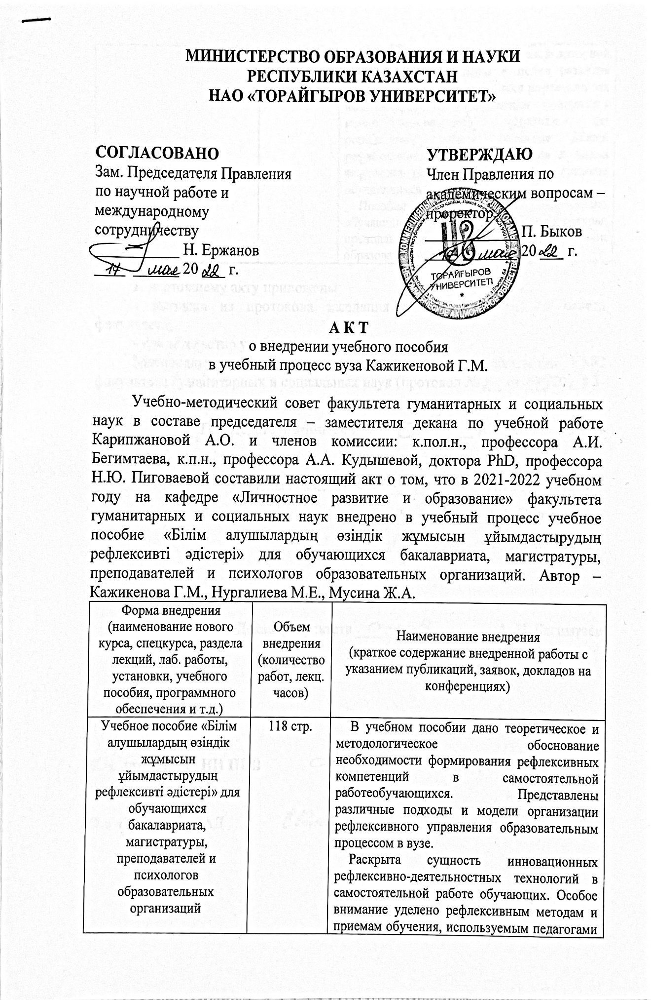 МИНИСТЕРСТВО ОБРАЗОВАНИЯ И НАУКИ
РЕСПУБЛИКИ КАЗАХСТАН
НАО «ТОРАЙГЫРОВ УНИВЕРСИТЕТ»
СОГЛАСОВАНО
Зам. Председателя Правления
по научной работе и
международному
сотрудничеству
Н. Ержанов
17 мая 2022 г.
УТВЕРЖДАЮ
Член Правления по
академическим вопросам –
проректор
П. Быков
мая 2022 г.
ТОРАЙҒЫРОВ
УНИВЕРСИТЕТІ
А К Т
о внедрении учебного пособия
в учебный процесс вуза Кажикеновой Г.М.
Учебно-методический совет факультета гуманитарных и социальных
наук в составе председателя – заместителя декана по учебной работе
Карипжановой А.О. и членов комиссии: к.пол.н., профессора А.И.
Бегимтаева, к.п.н., профессора А.А. Кудышевой, доктора PhD, профессора
Н.Ю. Пиговаевой составили настоящий акт о том, что в 2021-2022 учебном
году на кафедре «Личностное развитие и образование» факультета
гуманитарных и социальных наук внедрено в учебный процесс учебное
пособие «Білім алушылардың өзіндік жұмысын ұйымдастырудың
рефлексивті әдістері» для обучающихся бакалавриата, магистратуры,
преподавателей и психологов образовательных организаций. Автор –
Кажикенова Г.М., Нургалиева М.Е., Мусина Ж.А.
Форма внедрения
(наименование нового
курса, спецкурса, раздела
лекций, лаб. работы,
установки, учебного
пособия, программного
обеспечения и т.д.)
Объем
внедрения
(количество
работ, лекц.
часов)
Наименование внедрения
(краткое содержание внедренной работы с
указанием публикаций, заявок, докладов на
конференциях)
Учебное пособие «Білім
алушылардың өзіндік
жұмысын
ұйымдастырудың
рефлексивті әдістері» для
обучающихся
бакалавриата,
магистратуры,
преподавателей и
психологов
образовательных
организаций
118 стр.
В учебном пособии дано теоретическое и
методологическое обоснование
необходимости формирования рефлексивных
компетенций в самостоятельной
работеобучающихся. Представлены
различные подходы и модели организации
рефлексивного управления образовательным
процессом в вузе.
Раскрыта сущность инновационных
рефлексивно-деятельностных технологий в
самостоятельной работе обучающих. Особое
внимание уделено рефлексивным методам и
приемам обучения, используемым педагогами